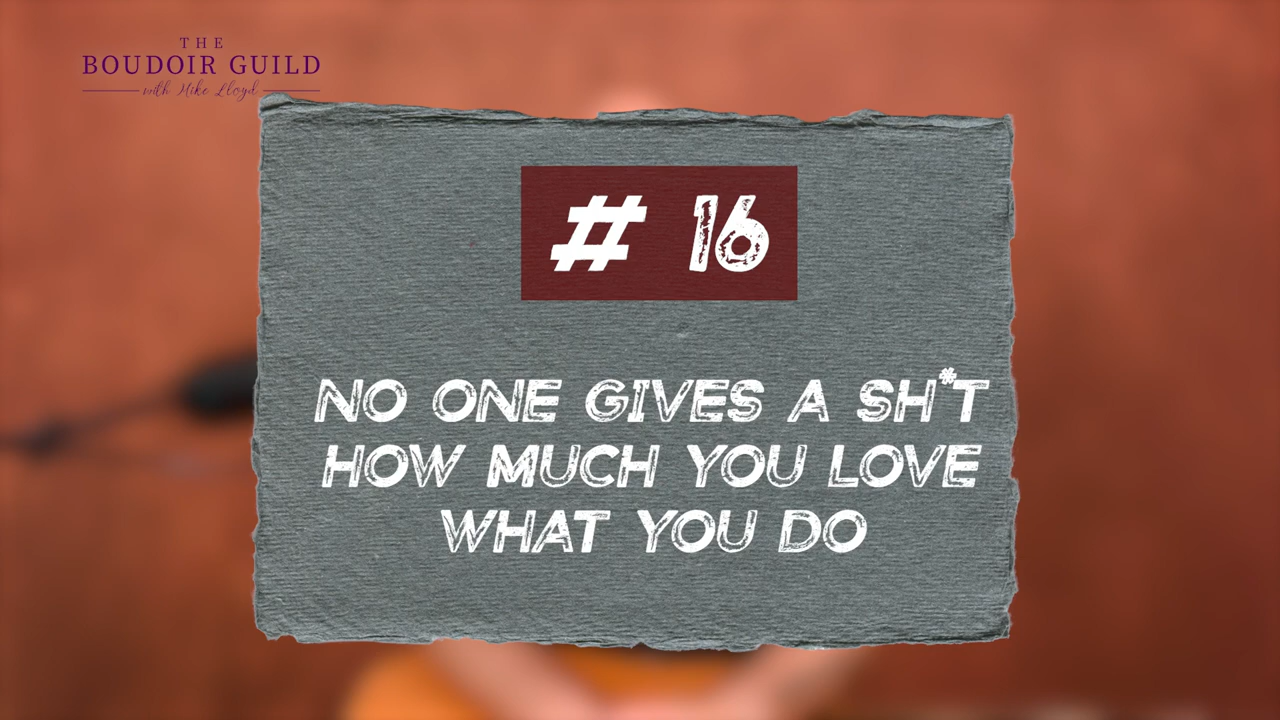 THE
BOUDOIR GUILD
with Mike Lloyd
# 16
NO ONE GIVES A SH*T
HOW MUCH YOU LOVE
WHAT YOU DO